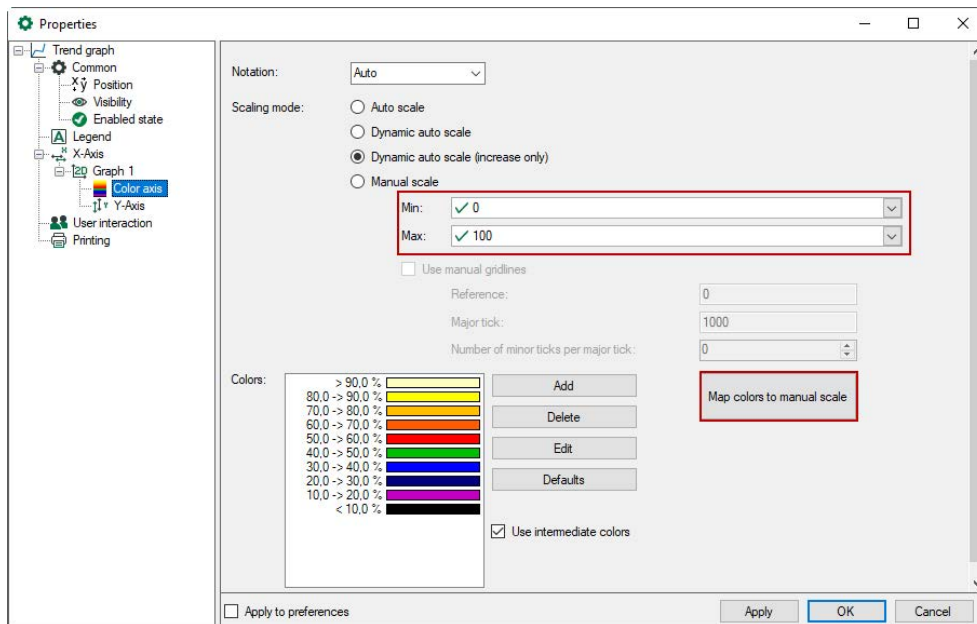 Properties
Trend graph
Common
Position
Visibility
Enabled state
Legend
X-Axis
Graph 1
Color axis
Y-Axis
User interaction
Printing
Notation: Auto
Scaling mode: Auto scale
Dynamic auto scale
Dynamic auto scale (increase only)
Manual scale
Min: 0
Max: 100
Use manual gridlines
Reference: 0
Major tick: 1000
Number of minor ticks per major tick: 0
Colors:
> 90,0 %
80,0 -> 90,0 %
70,0 -> 80,0 %
60,0 -> 70,0 %
50,0 -> 60,0 %
40,0 -> 50,0 %
30,0 -> 40,0 %
20,0 -> 30,0 %
10,0 -> 20,0 %
< 10,0 %
Add
Delete
Edit
Defaults
Map colors to manual scale
Use intermediate colors
Apply to preferences
Apply OK Cancel